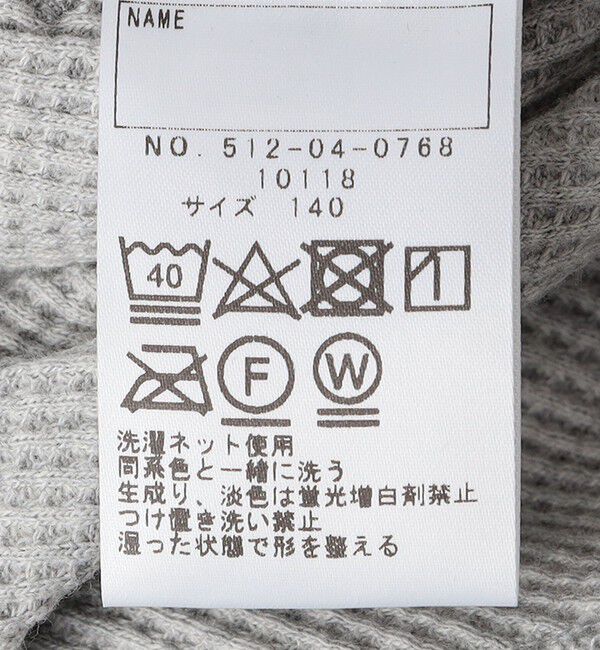 NAME
NO. 512-04-0768
10118
サイズ 140
40
F W
洗濯ネット使用
同系色と一緒に洗う
生成り、淡色は蛍光増白剤禁止
つけ置き洗い禁止
湿った状態で形を整える